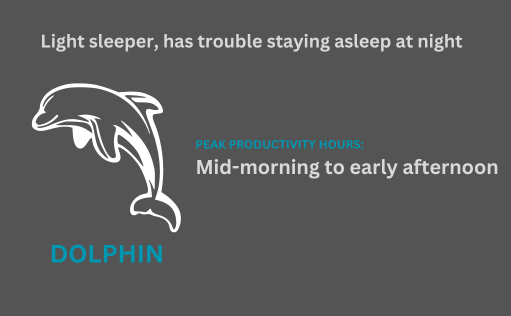 Light sleeper, has trouble staying asleep at night
PEAK PRODUCTIVITY HOURS:
Mid-morning to early afternoon
DOLPHIN